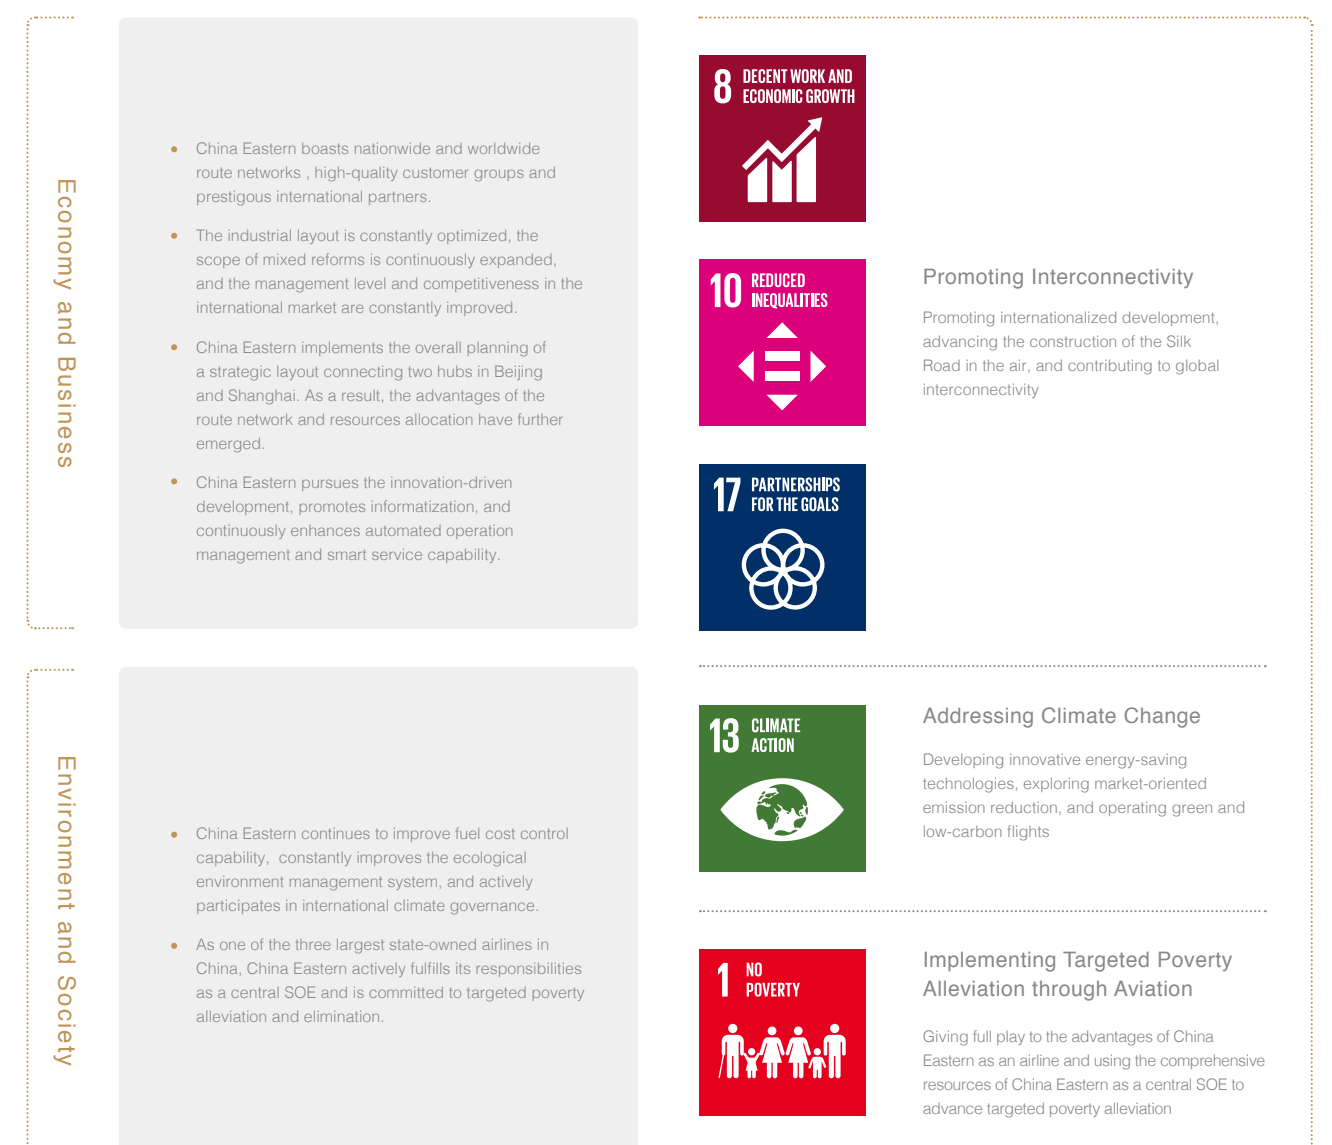 Economy and Business
• China Eastern boasts nationwide and worldwide
route networks , high-quality customer groups and
prestigous international partners.
• The industrial layout is constantly optimized, the
scope of mixed reforms is continuously expanded,
and the management level and competitiveness in the
international market are constantly improved.
• China Eastern implements the overall planning of
a strategic layout connecting two hubs in Beijing
and Shanghai. As a result, the advantages of the
route network and resources allocation have further
emerged.
• China Eastern pursues the innovation-driven
development, promotes informatization, and
continuously enhances automated operation
management and smart service capability.
8 DECENT WORK AND
ECONOMIC GROWTH
10 REDUCED
INEQUALITIES
17 PARTNERSHIPS
FOR THE GOALS
Promoting Interconnectivity
Promoting internationalized development,
advancing the construction of the Silk
Road in the air, and contributing to global
interconnectivity
Environment and Society
• China Eastern continues to improve fuel cost control
capability,  constantly improves the ecological
environment management system, and actively
participates in international climate governance.
• As one of the three largest state-owned airlines in
China, China Eastern actively fulfills its responsibilities
as a central SOE and is committed to targeted poverty
alleviation and elimination.
13 CLIMATE
ACTION
Addressing Climate Change
Developing innovative energy-saving
technologies, exploring market-oriented
emission reduction, and operating green and
low-carbon flights
1 NO
POVERTY
Implementing Targeted Poverty
Alleviation through Aviation
Giving full play to the advantages of China
Eastern as an airline and using the comprehensive
resources of China Eastern as a central SOE to
advance targeted poverty alleviation